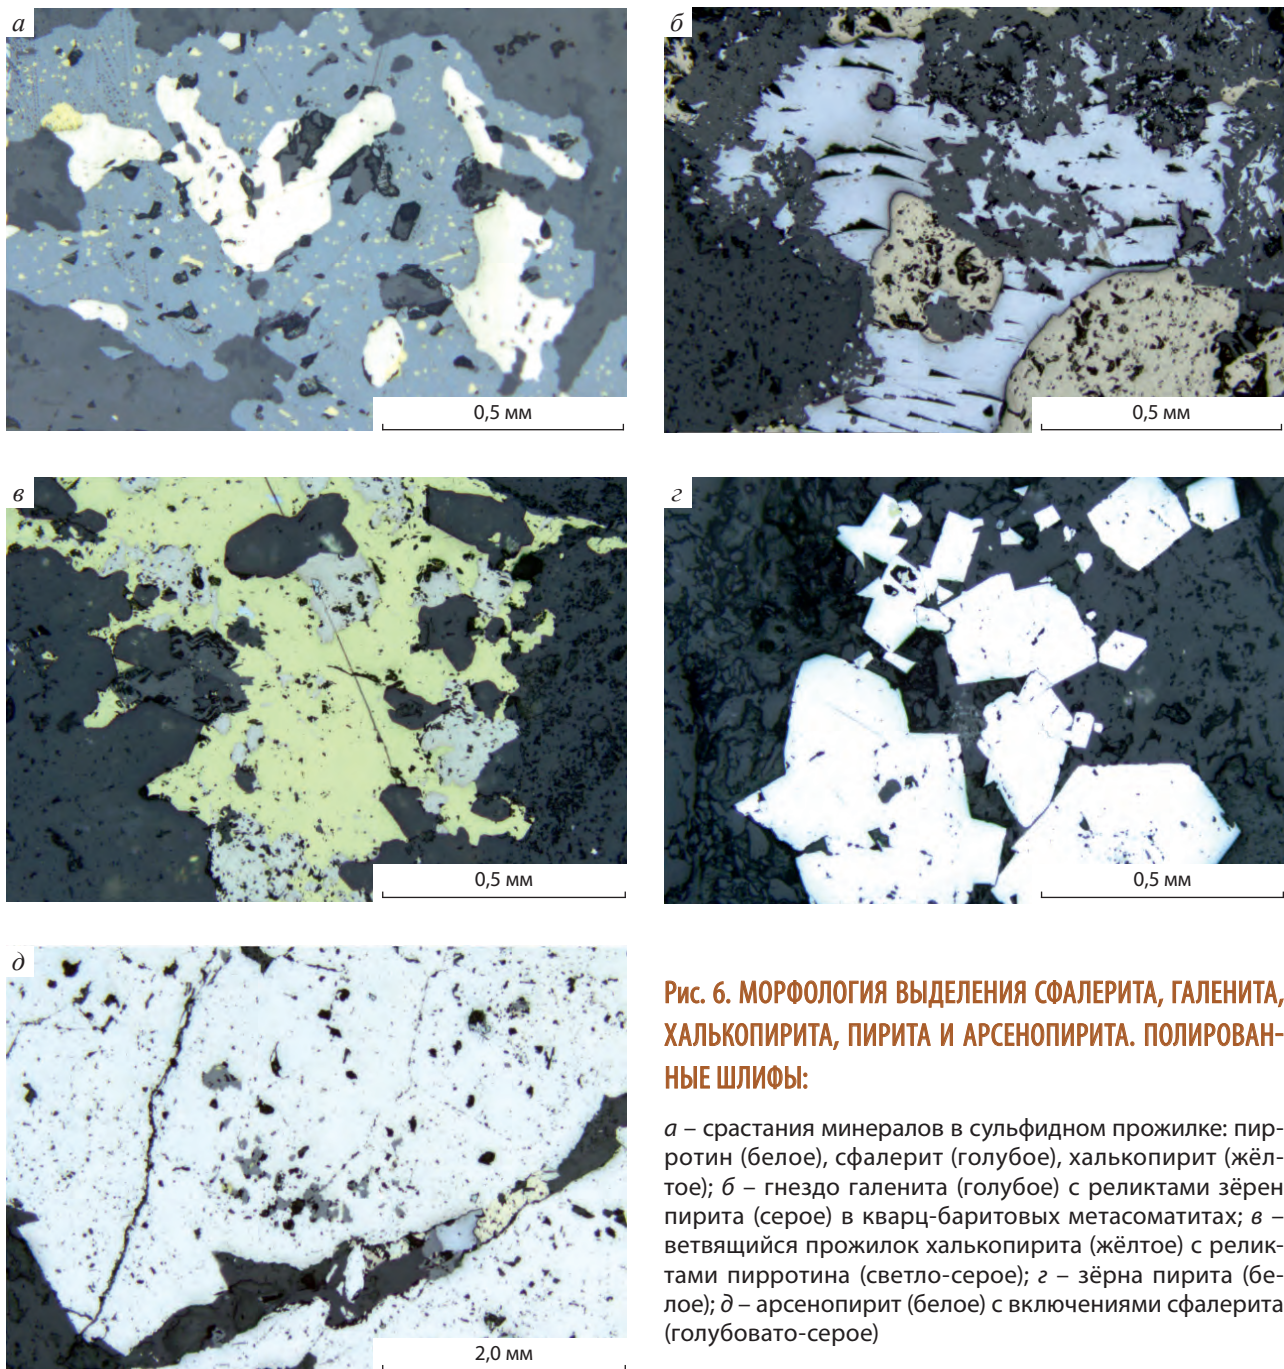 а
б
0,5 мм
0,5 мм
в
г
0,5 мм
0,5 мм
д
2,0 мм
Рис. 6. МОРФОЛОГИЯ ВЫДЕЛЕНИЯ СФАЛЕРИТА, ГАЛЕНИТА,
ХАЛЬКОПИРИТА, ПИРИТА И АРСЕНОПИРИТА. ПОЛИРОВАН-
НЫЕ ШЛИФЫ:
а – срастания минералов в сульфидном прожилке: пир-
ротин (белое), сфалерит (голубое), халькопирит (жёл-
тое); б – гнездо галенита (голубое) с реликтами зёрен
пирита (серое) в кварц-баритовых метасоматитах; в –
ветвящийся прожилок халькопирита (жёлтое) с релик-
тами пирротина (светло-серое); г – зёрна пирита (бе-
лое); д – арсенопирит (белое) с включениями сфалерита
(голубовато-серое)